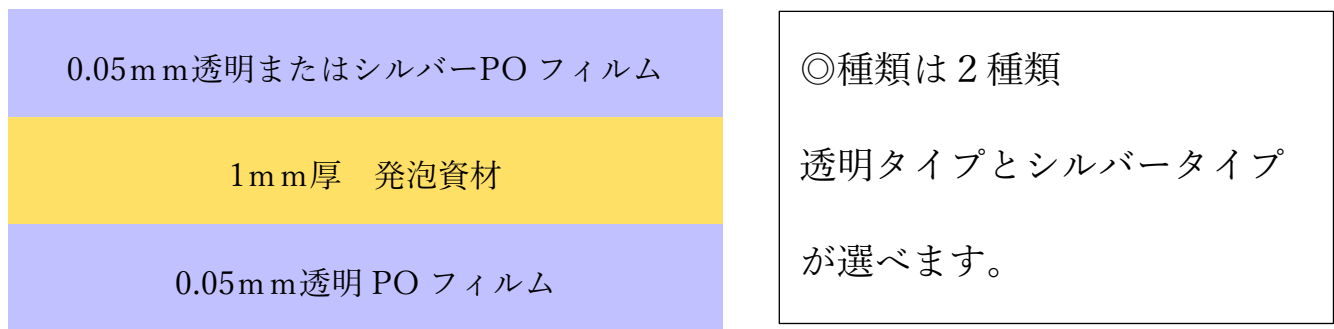 0.05ｍｍ透明またはシルバーPO フィルム
1ｍｍ厚　発泡資材
0.05ｍｍ透明 PO フィルム
◎種類は２種類
透明タイプとシルバータイプ
が選べます。